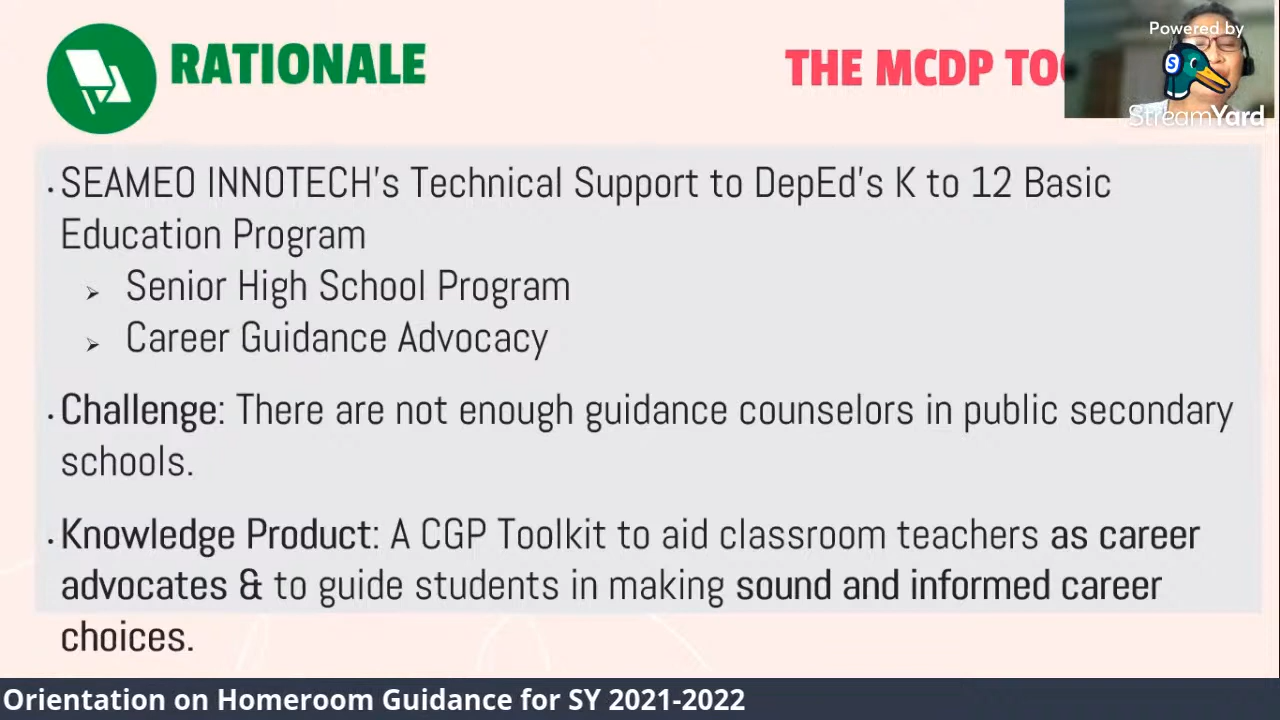 RATIONALE
THE MCDP
Powered by
S
StreamYard
• SEAMEO INNOTECH's Technical Support to DepEd's K to 12 Basic
Education Program
➢ Senior High School Program
➢ Career Guidance Advocacy
• Challenge: There are not enough guidance counselors in public secondary
schools.
• Knowledge Product: A CGP Toolkit to aid classroom teachers as career
advocates & to guide students in making sound and informed career
choices.
Orientation on Homeroom Guidance for SY 2021-2022